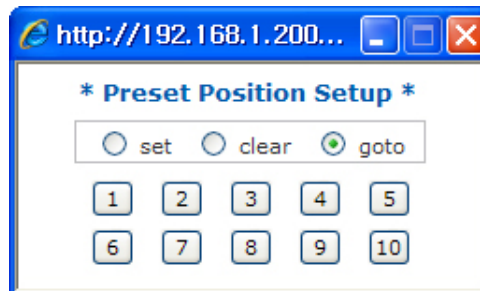 http://192.168.1.200...
* Preset Position Setup *
set clear goto
1 2 3 4 5
6 7 8 9 10